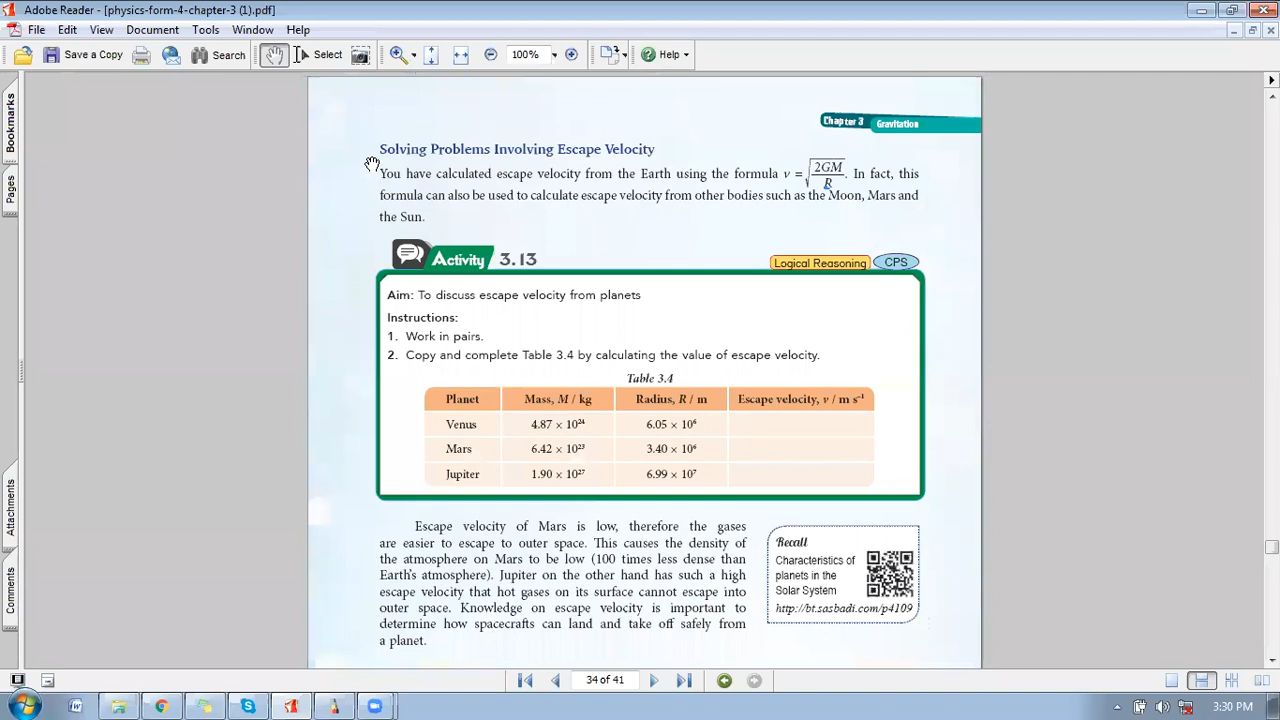 Adobe Reader - [physics-form-4-chapter-3 (1).pdf]
File Edit View Document Tools Window Help
Save a Copy Search Select 100% Help
Bookmarks
Pages
Attachments
Comments
Chapter 3 Gravitation
Solving Problems Involving Escape Velocity
You have calculated escape velocity from the Earth using the formula v = √(2GM/R). In fact, this
formula can also be used to calculate escape velocity from other bodies such as the Moon, Mars and
the Sun.
Activity 3.13
Logical Reasoning CPS
Aim: To discuss escape velocity from planets
Instructions:
1. Work in pairs.
2. Copy and complete Table 3.4 by calculating the value of escape velocity.
Table 3.4
Planet Mass, M / kg Radius, R / m Escape velocity, v / m s⁻¹
Venus 4.87 × 10²⁴ 6.05 × 10⁶
Mars 6.42 × 10²³ 3.40 × 10⁶
Jupiter 1.90 × 10²⁷ 6.99 × 10⁷
Escape velocity of Mars is low, therefore the gases
are easier to escape to outer space. This causes the density of
the atmosphere on Mars to be low (100 times less dense than
Earth's atmosphere). Jupiter on the other hand has such a high
escape velocity that hot gases on its surface cannot escape into
outer space. Knowledge on escape velocity is important to
determine how spacecrafts can land and take off safely from
a planet.
Recall
Characteristics of
planets in the
Solar System
http://bt.sasbadi.com/p4109
34 of 41
3:30 PM